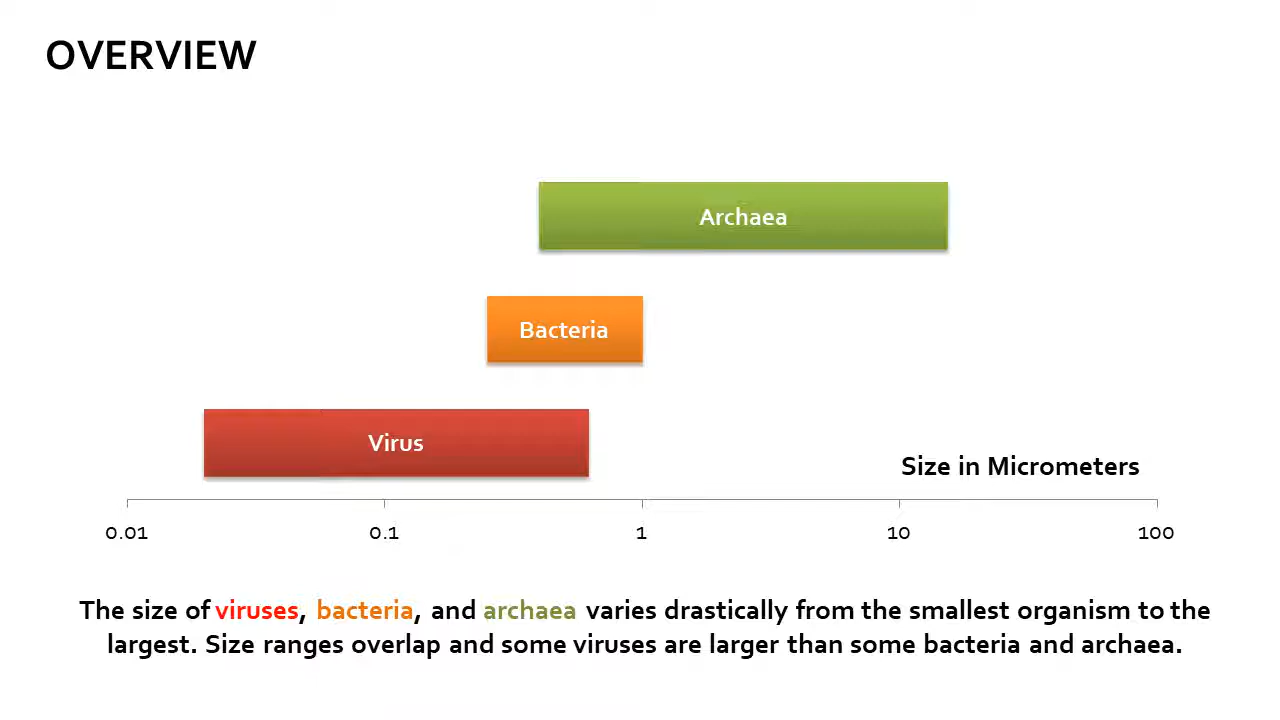 OVERVIEW
Archaea
Bacteria
Virus
Size in Micrometers
0.01 0.1 1 10 100
The size of viruses, bacteria, and archaea varies drastically from the smallest organism to the
largest. Size ranges overlap and some viruses are larger than some bacteria and archaea.